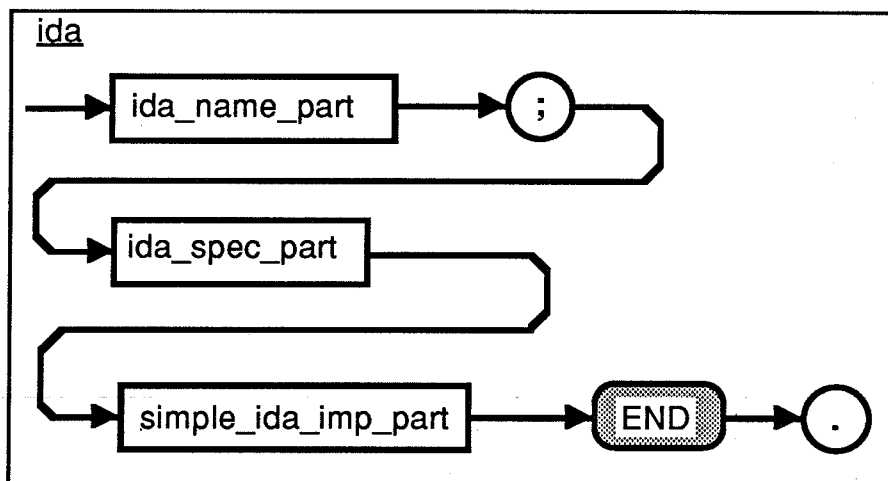 ida
ida_name_part ;
ida_spec_part
simple_ida_imp_part END .